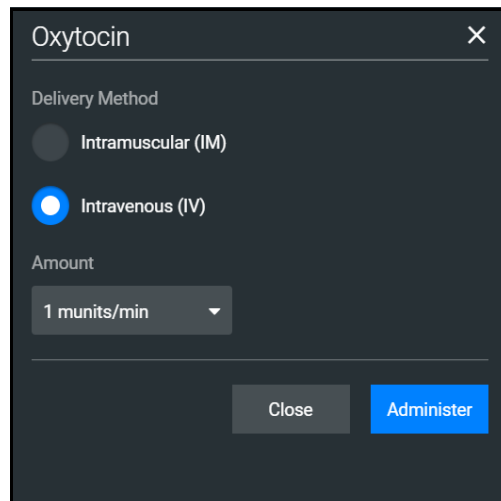 Oxytocin
Delivery Method
Intramuscular (IM)
Intravenous (IV)
Amount
1 munits/min
Close Administer